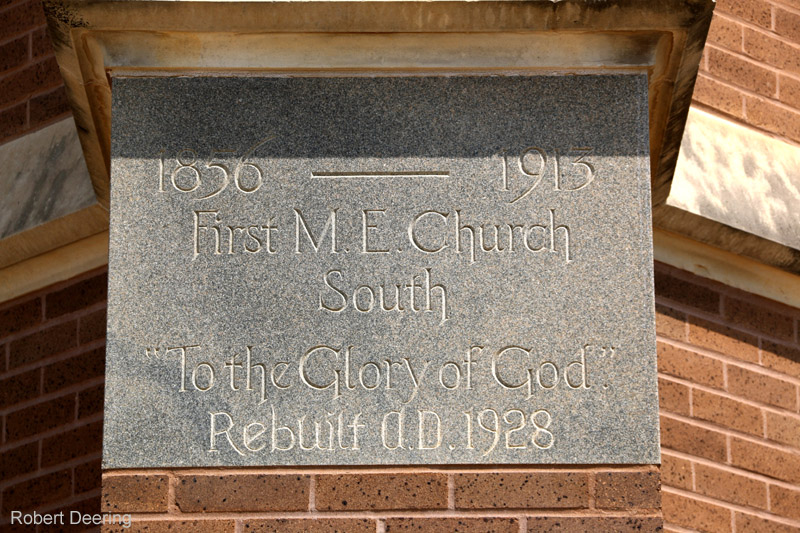 1856 — 1913
First M.E. Church
South
"To the Glory of God".
Rebuilt A.D. 1928
Robert Deering